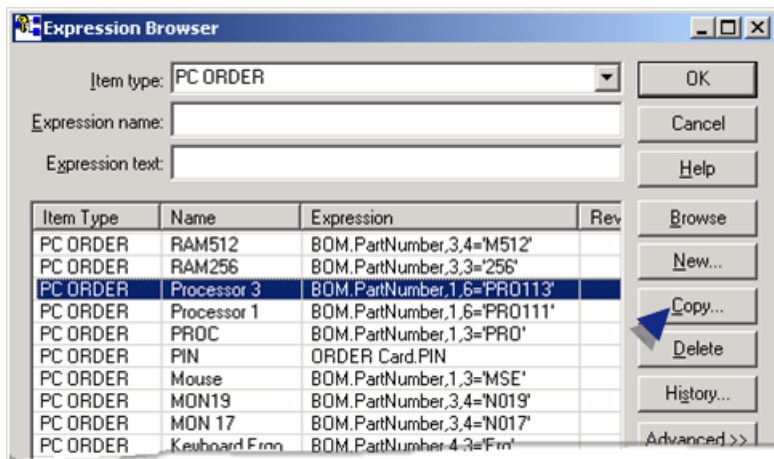 Expression Browser
Item type: PC ORDER
OK
Expression name:
Cancel
Expression text:
Help
Item Type Name Expression Rev
Browse
PC ORDER RAM512 BOM.PartNumber,3,4='M512'
PC ORDER RAM256 BOM.PartNumber,3,3='256'
New...
PC ORDER Processor 3 BOM.PartNumber,1,6='PRO113'
PC ORDER Processor 1 BOM.PartNumber,1,6='PRO111'
Copy...
PC ORDER PROC BOM.PartNumber,1,3='PRO'
PC ORDER PIN ORDER Card.PIN
Delete
PC ORDER Mouse BOM.PartNumber,1,3='MSE'
PC ORDER MON19 BOM.PartNumber,3,4='N019'
History...
PC ORDER MON 17 BOM.PartNumber,3,4='N017'
PC ORDER Keyboard Ergo BOM.PartNumber,4,3='Erg'
Advanced >>